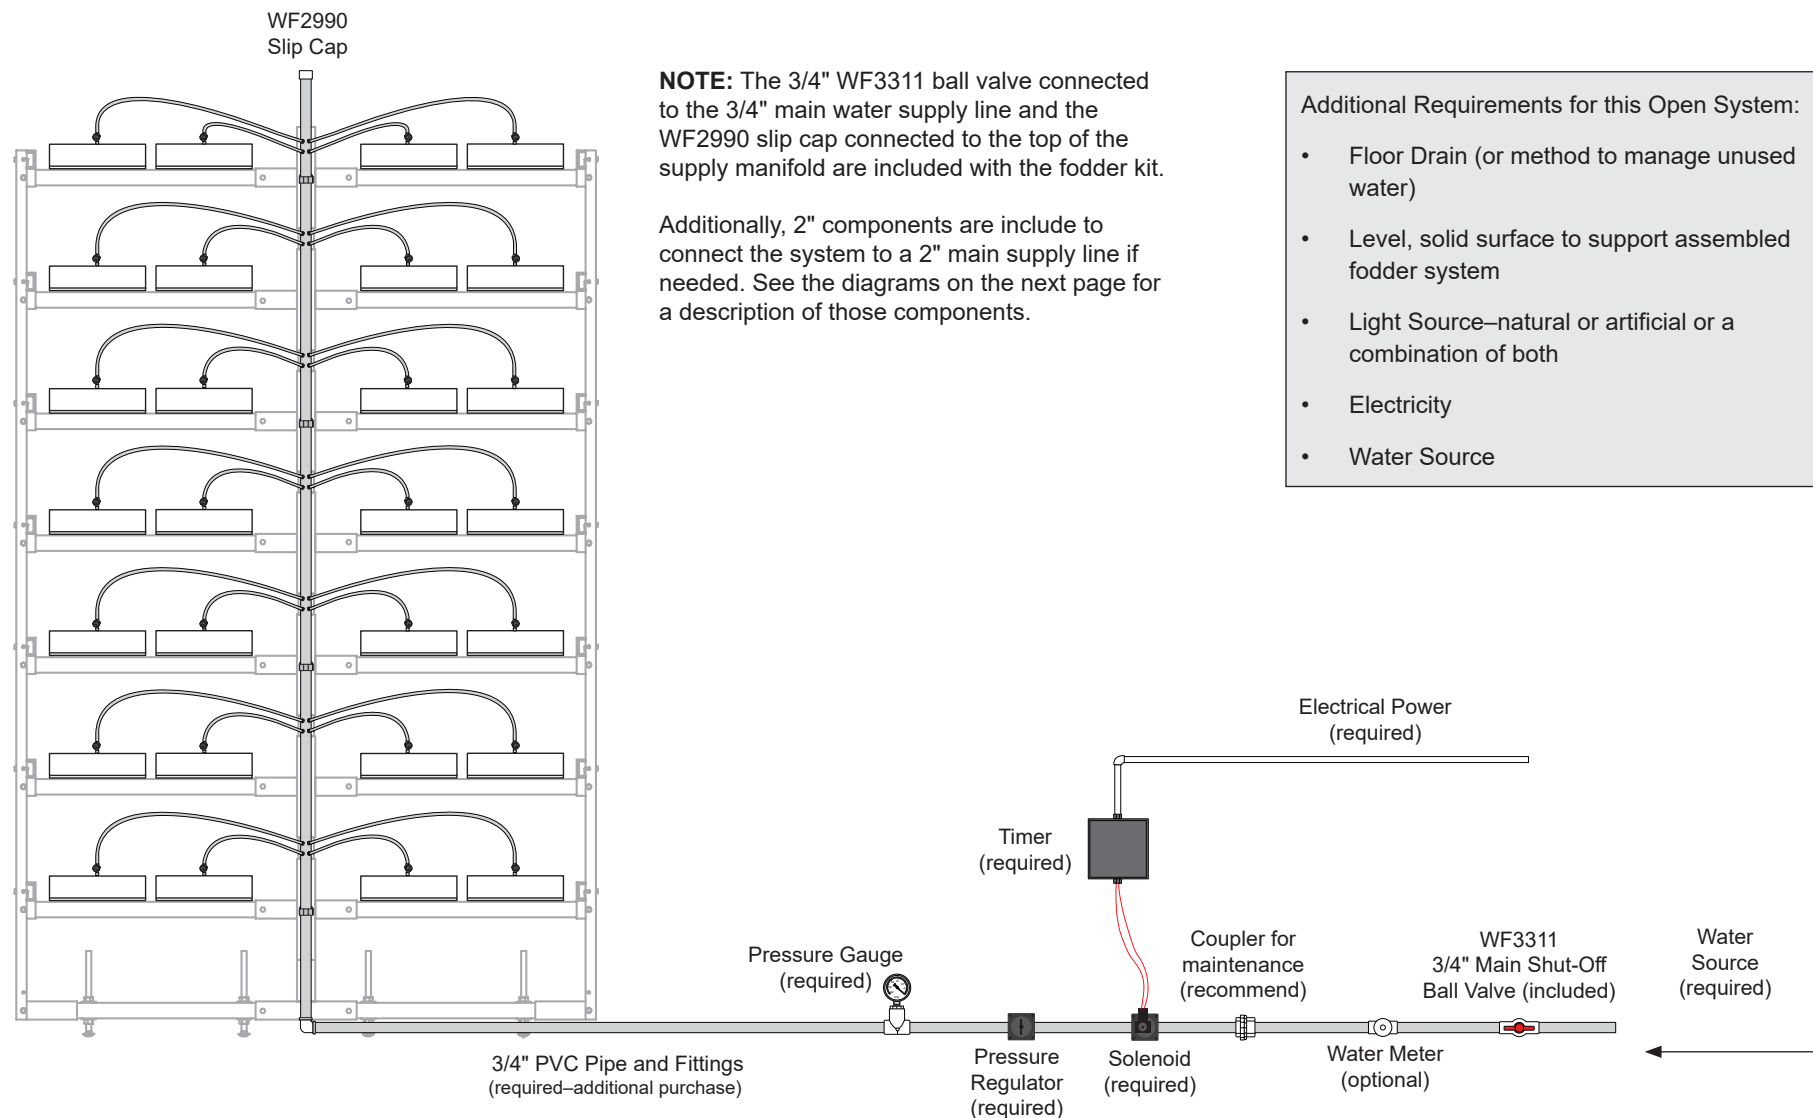 WF2990
Slip Cap
NOTE: The 3/4" WF3311 ball valve connected
to the 3/4" main water supply line and the
WF2990 slip cap connected to the top of the
supply manifold are included with the fodder kit.
Additionally, 2" components are include to
connect the system to a 2" main supply line if
needed. See the diagrams on the next page for
a description of those components.
Additional Requirements for this Open System:
• Floor Drain (or method to manage unused
water)
• Level, solid surface to support assembled
fodder system
• Light Source–natural or artificial or a
combination of both
• Electricity
• Water Source
Electrical Power
(required)
Timer
(required)
Pressure Gauge
(required)
Coupler for
maintenance
(recommend)
WF3311
3/4" Main Shut-Off
Ball Valve (included)
Water
Source
(required)
3/4" PVC Pipe and Fittings
(required–additional purchase)
Pressure
Regulator
(required)
Solenoid
(required)
Water Meter
(optional)